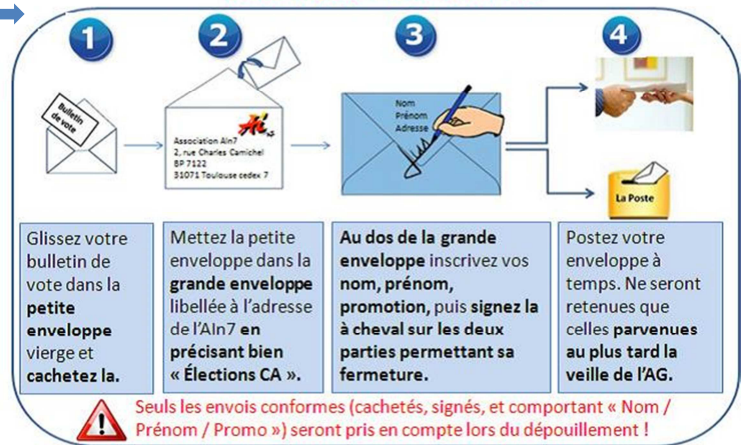 1
2
3
4
Bulletin
de vote
Association AIn7
2, rue Charles Camichel
BP 7122
31071 Toulouse cedex 7
Nom
Prénom
Adresse
La Poste
Glissez votre
bulletin de
vote dans la
petite
enveloppe
vierge et
cachetez la.
Mettez la petite
enveloppe dans la
grande enveloppe
libellée à l'adresse
de l'AIn7 en
précisant bien
« Élections CA ».
Au dos de la grande
enveloppe inscrivez vos
nom, prénom,
promotion, puis signez la
à cheval sur les deux
parties permettant sa
fermeture.
Postez votre
enveloppe à
temps. Ne seront
retenues que
celles parvenues
au plus tard la
veille de l'AG.
Seuls les envois conformes (cachetés, signés, et comportant « Nom /
Prénom / Promo ») seront pris en compte lors du dépouillement !